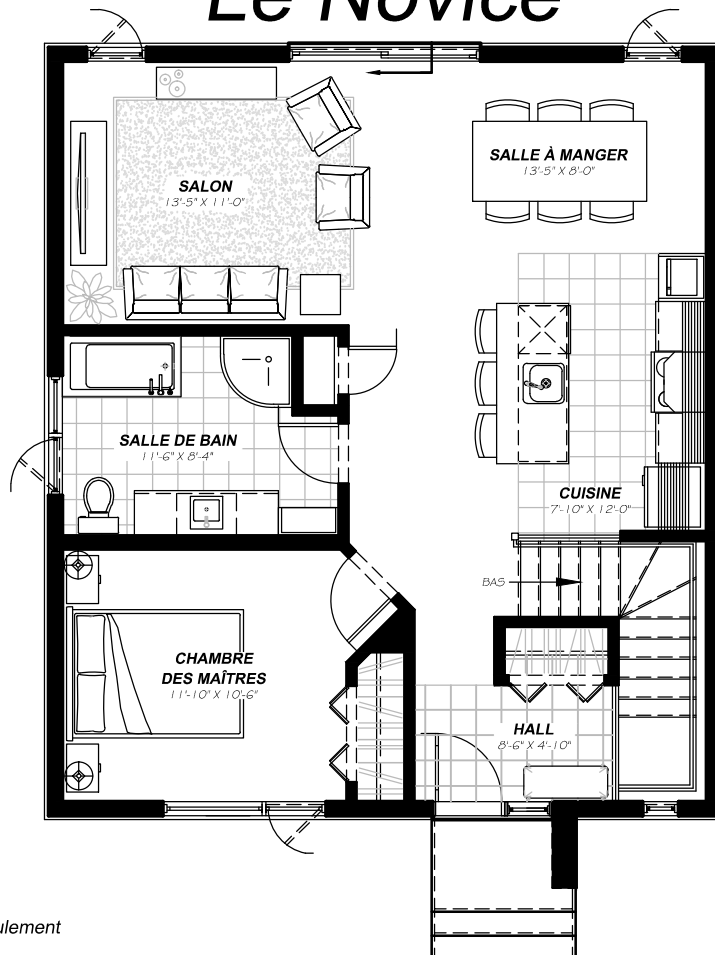 Le Novice
SALON
13'-5" X 11'-0"
SALLE À MANGER
13'-5" X 8'-0"
SALLE DE BAIN
11'-6" X 8'-4"
CUISINE
7'-10" X 12'-0"
BAS
CHAMBRE
DES MAÎTRES
11'-10" X 10'-6"
HALL
8'-6" X 4'-10"